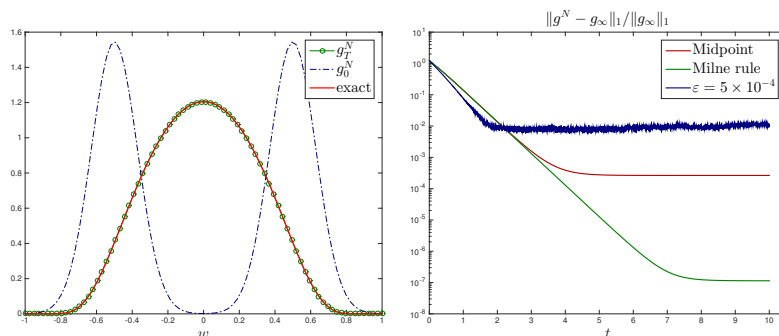 1.6
1.4
1.2
1
0.8
0.6
0.4
0.2
0
-1 -0.8 -0.6 -0.4 -0.2 0 0.2 0.4 0.6 0.8 1
w
g_T^N
g_0^N
exact
‖g^N − g_∞‖_1/‖g_∞‖_1
10^1
10^0
10^-1
10^-2
10^-3
10^-4
10^-5
10^-6
10^-7
10^-8
0 1 2 3 4 5 6 7 8 9 10
t
Midpoint
Milne rule
ε = 5 × 10^-4